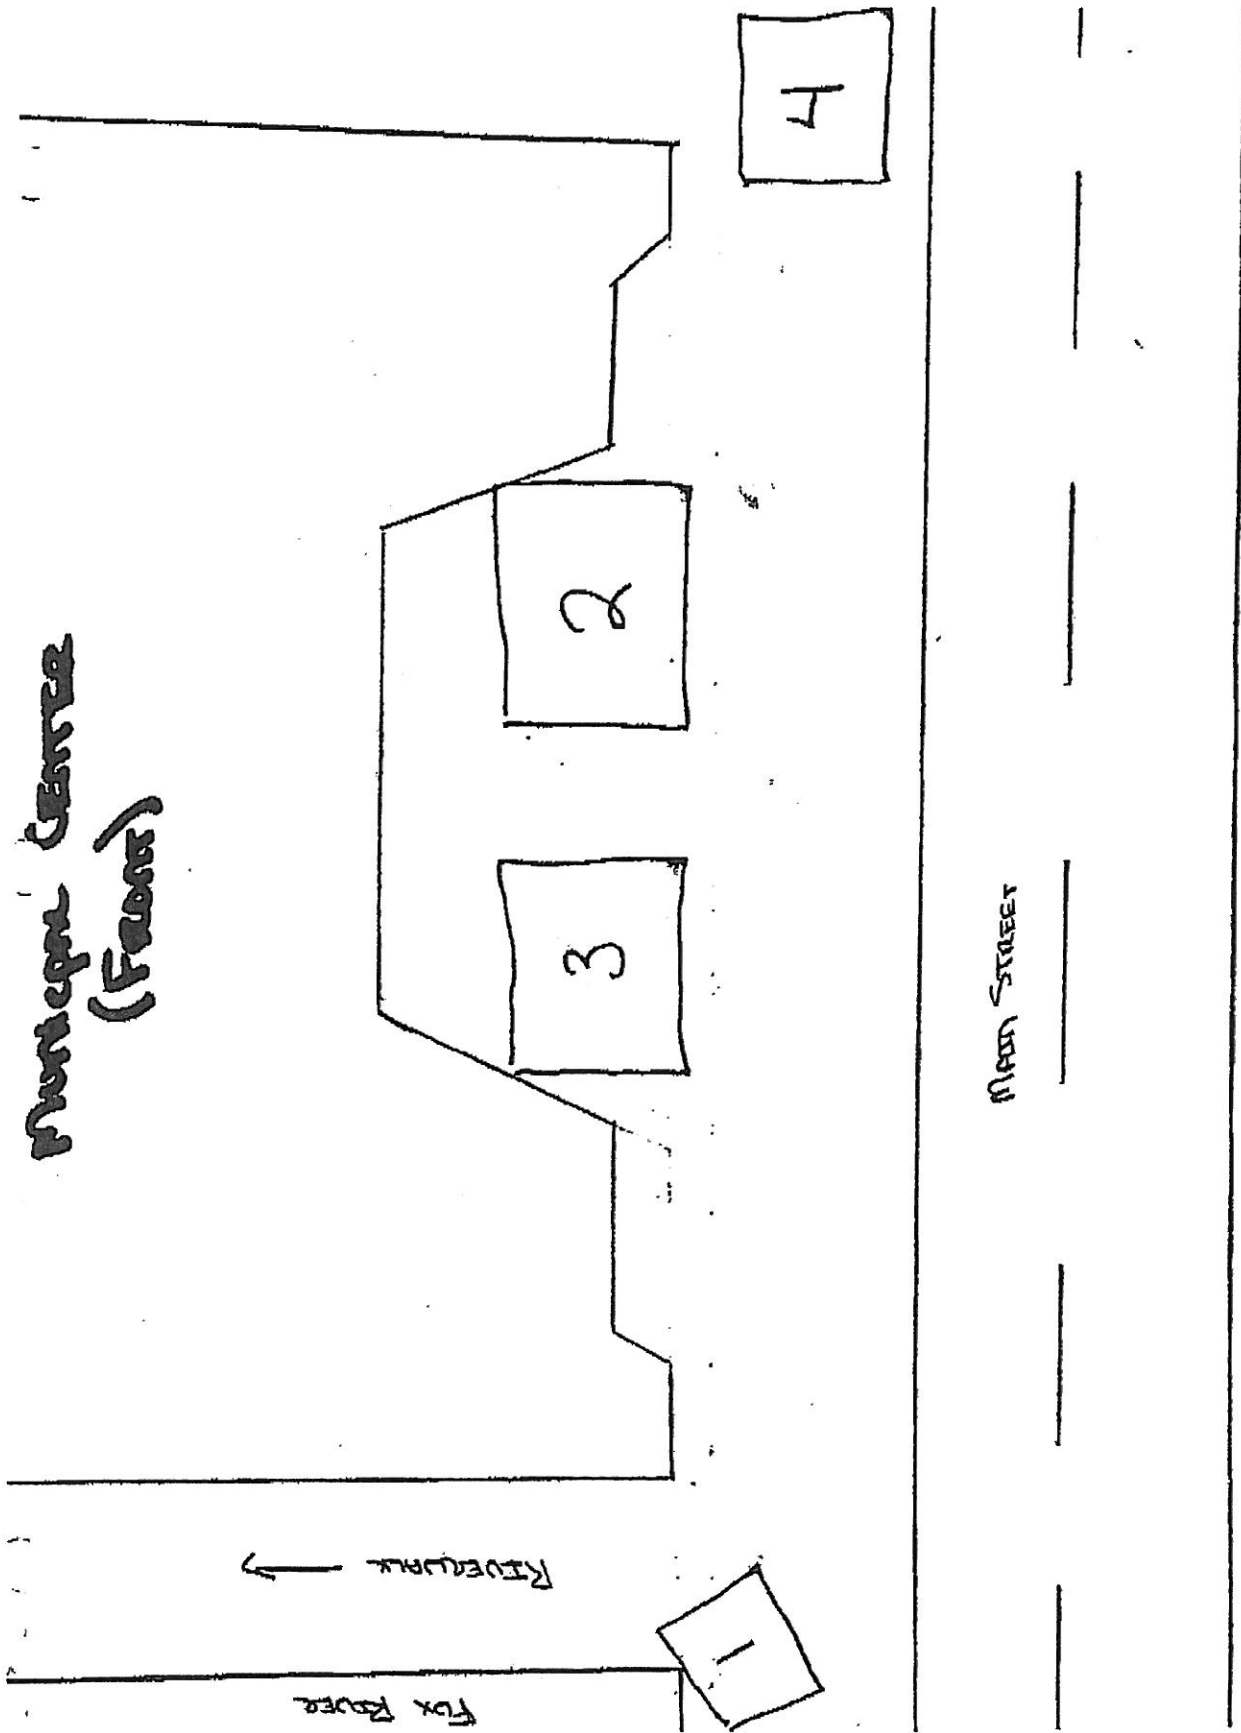 Municipal Center
(Front)
4
2
3
1
Main Street
Riverwalk
Fox River